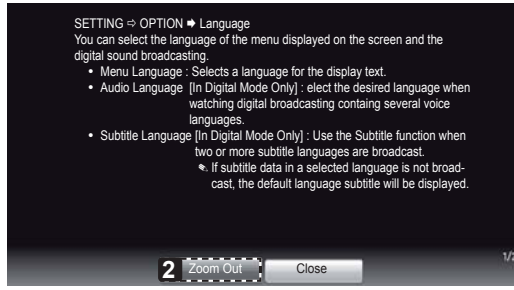 SETTING ⇨ OPTION ➡ Language
You can select the language of the menu displayed on the screen and the
digital sound broadcasting.
• Menu Language : Selects a language for the display text.
• Audio Language [In Digital Mode Only] : elect the desired language when
watching digital broadcasting containg several voice
languages.
• Subtitle Language [In Digital Mode Only] : Use the Subtitle function when
two or more subtitle languages are broadcast.
✎ If subtitle data in a selected language is not broad-
cast, the default language subtitle will be displayed.
1/2
2 Zoom Out Close